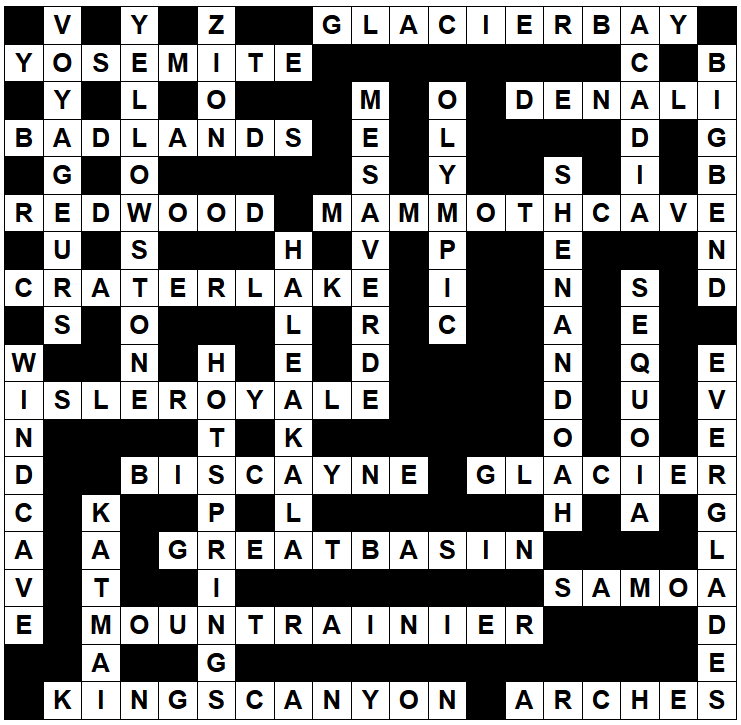 V Y Z GLACIERBAY
YOSEMITE C B
Y L O M O DENALI
BADLANDS E L D G
G O S Y S I B
REDWOOD MAMMOTHCAVE
U S H V P E N
CRATERLAKE I N S D
S O L R C A E
W N H E D N Q E
ISLEROYALE D U V
N T K O O E
D BISCAYNE GLACIER
C K P L H A G
A A GREATBASIN L
V T I SAMOA
E MOUNTRAINIER D
A G E
KINGSCANYON ARCHES